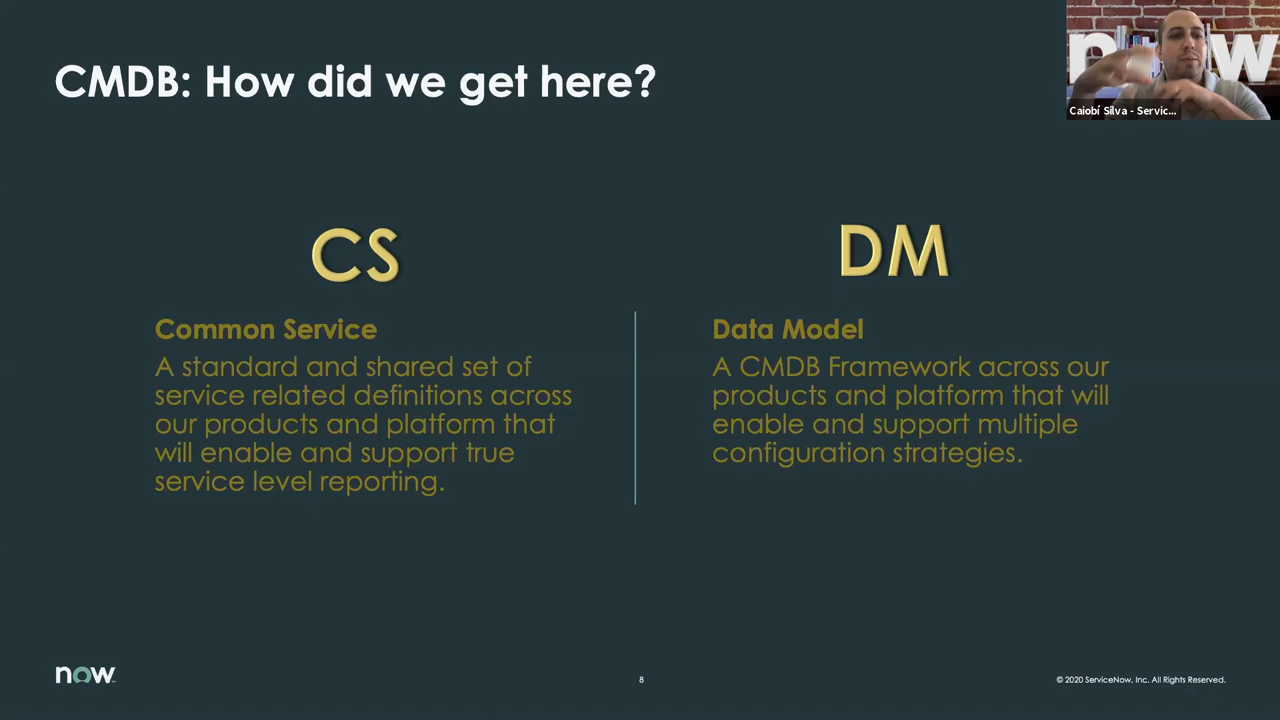 CMDB: How did we get here?
now
Caiobí Silva - Servic...
CS
Common Service
A standard and shared set of
service related definitions across
our products and platform that
will enable and support true
service level reporting.
DM
Data Model
A CMDB Framework across our
products and platform that will
enable and support multiple
configuration strategies.
now
8
© 2020 ServiceNow, Inc. All Rights Reserved.